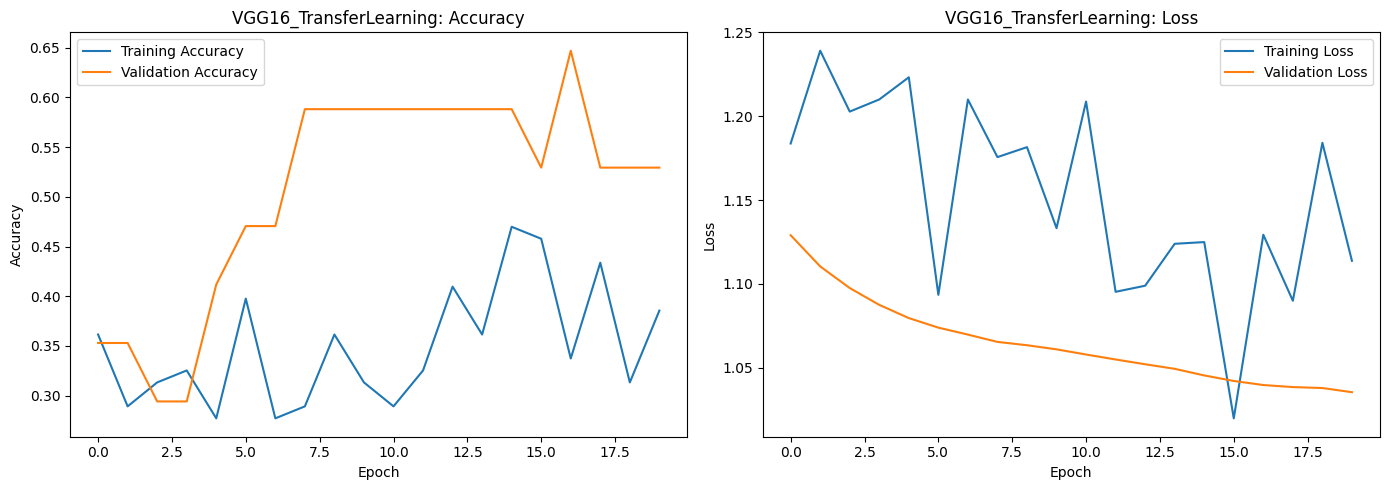 VGG16_TransferLearning: Accuracy
Training Accuracy
Validation Accuracy
Accuracy
0.65
0.60
0.55
0.50
0.45
0.40
0.35
0.30
0.0 2.5 5.0 7.5 10.0 12.5 15.0 17.5
Epoch
VGG16_TransferLearning: Loss
Training Loss
Validation Loss
Loss
1.25
1.20
1.15
1.10
1.05
0.0 2.5 5.0 7.5 10.0 12.5 15.0 17.5
Epoch